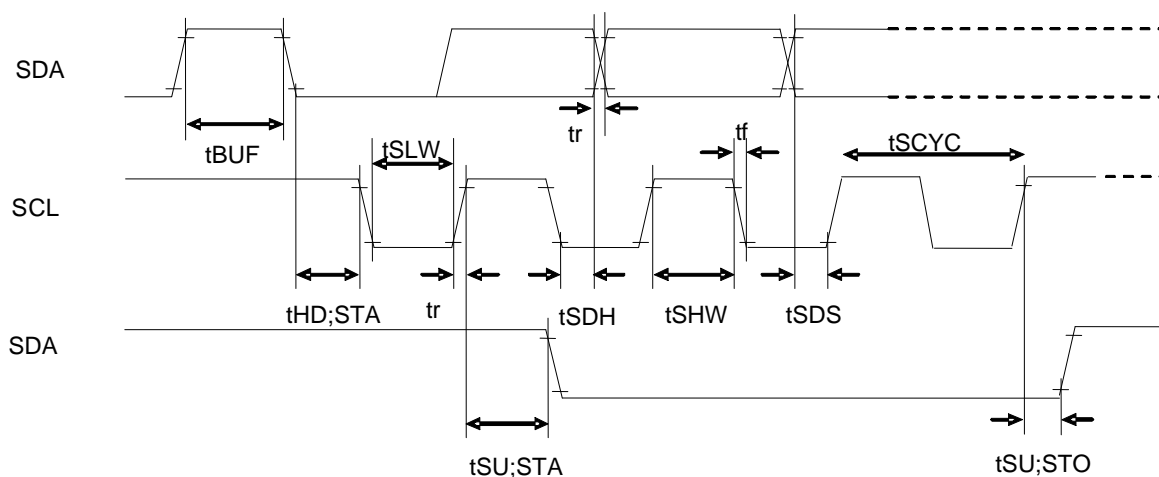 SDA
tBUF
tSLW
tr
tf
tSCYC
SCL
tHD;STA
tr
tSDH
tSHW
tSDS
SDA
tSU;STA
tSU;STO